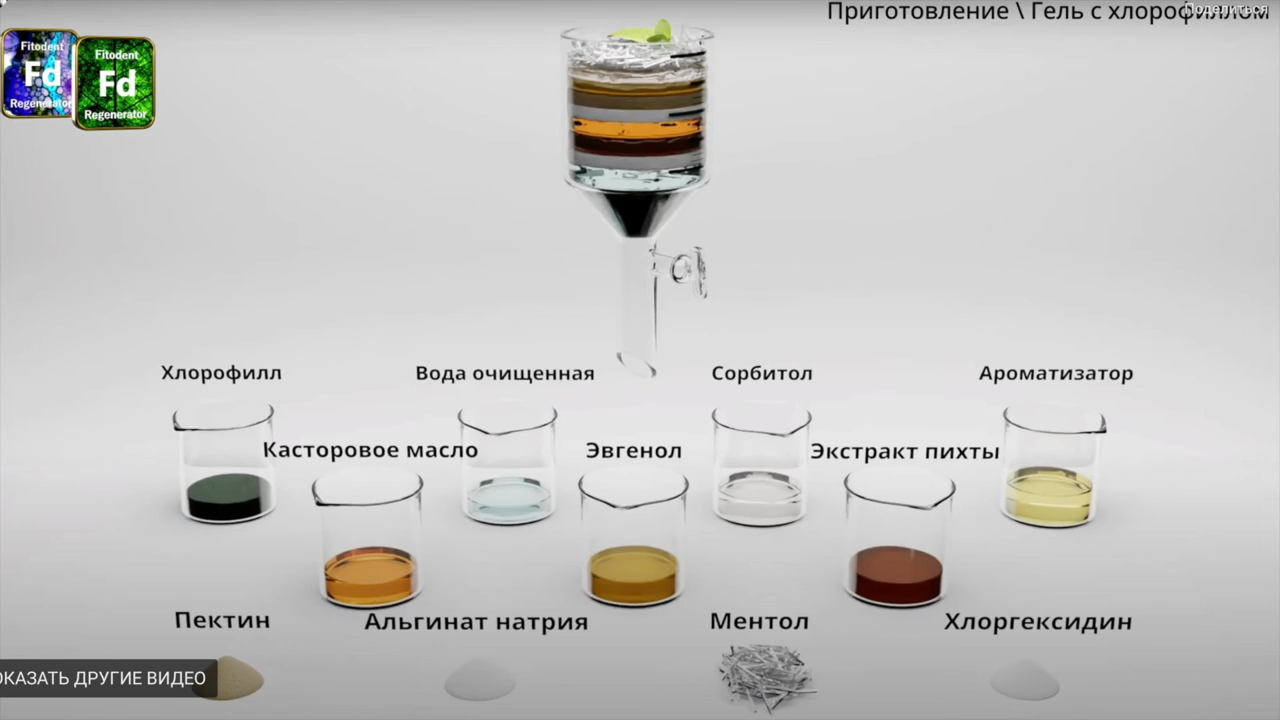 Приготовление \ Гель с хлорофиллом
Поделиться
Fitodent
Fd
Regenerator
Fitodent
Fd
Regenerator
Хлорофилл
Вода очищенная
Сорбитол
Ароматизатор
Касторовое масло
Эвгенол
Экстракт пихты
Пектин
Альгинат натрия
Ментол
Хлоргексидин
ОКАЗАТЬ ДРУГИЕ ВИДЕО